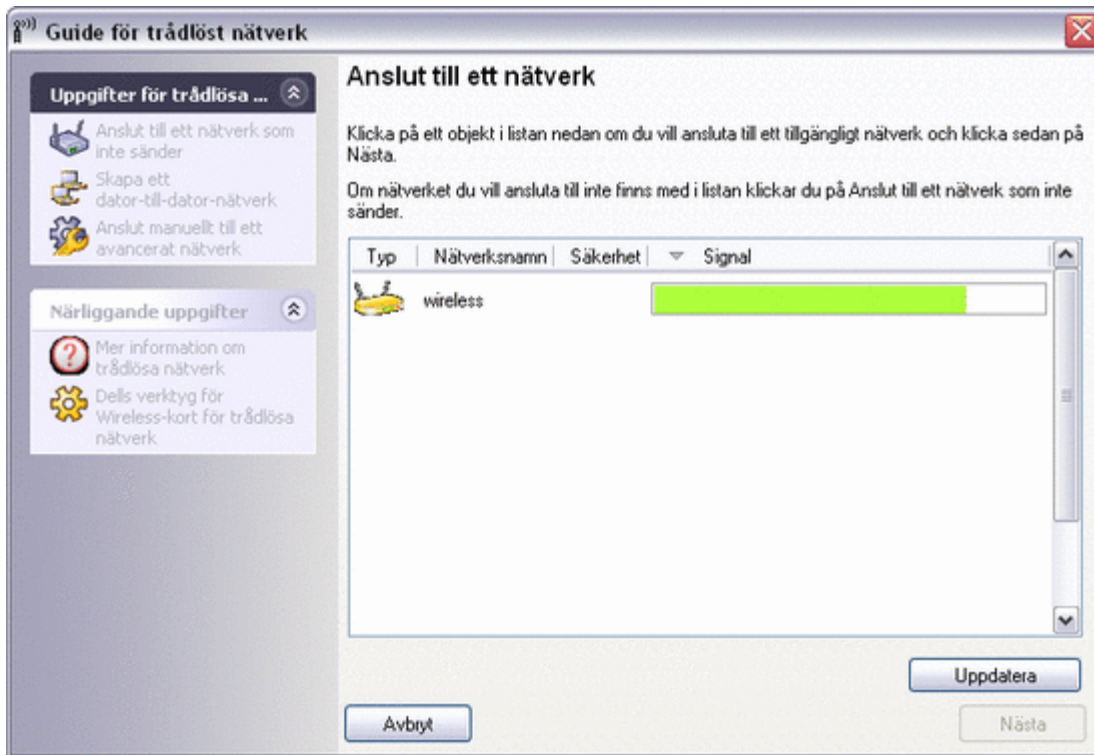 Guide för trådlöst nätverk
Uppgifter för trådlösa ...
Anslut till ett nätverk som
inte sänder
Skapa ett
dator-till-dator-nätverk
Anslut manuellt till ett
avancerat nätverk
Närliggande uppgifter
Mer information om
trådlösa nätverk
Dells verktyg för
Wireless-kort för trådlösa
nätverk
Anslut till ett nätverk
Klicka på ett objekt i listan nedan om du vill ansluta till ett tillgängligt nätverk och klicka sedan på
Nästa.
Om nätverket du vill ansluta till inte finns med i listan klickar du på Anslut till ett nätverk som inte
sänder.
Typ Nätverksnamn Säkerhet Signal
wireless
Uppdatera
Avbryt Nästa